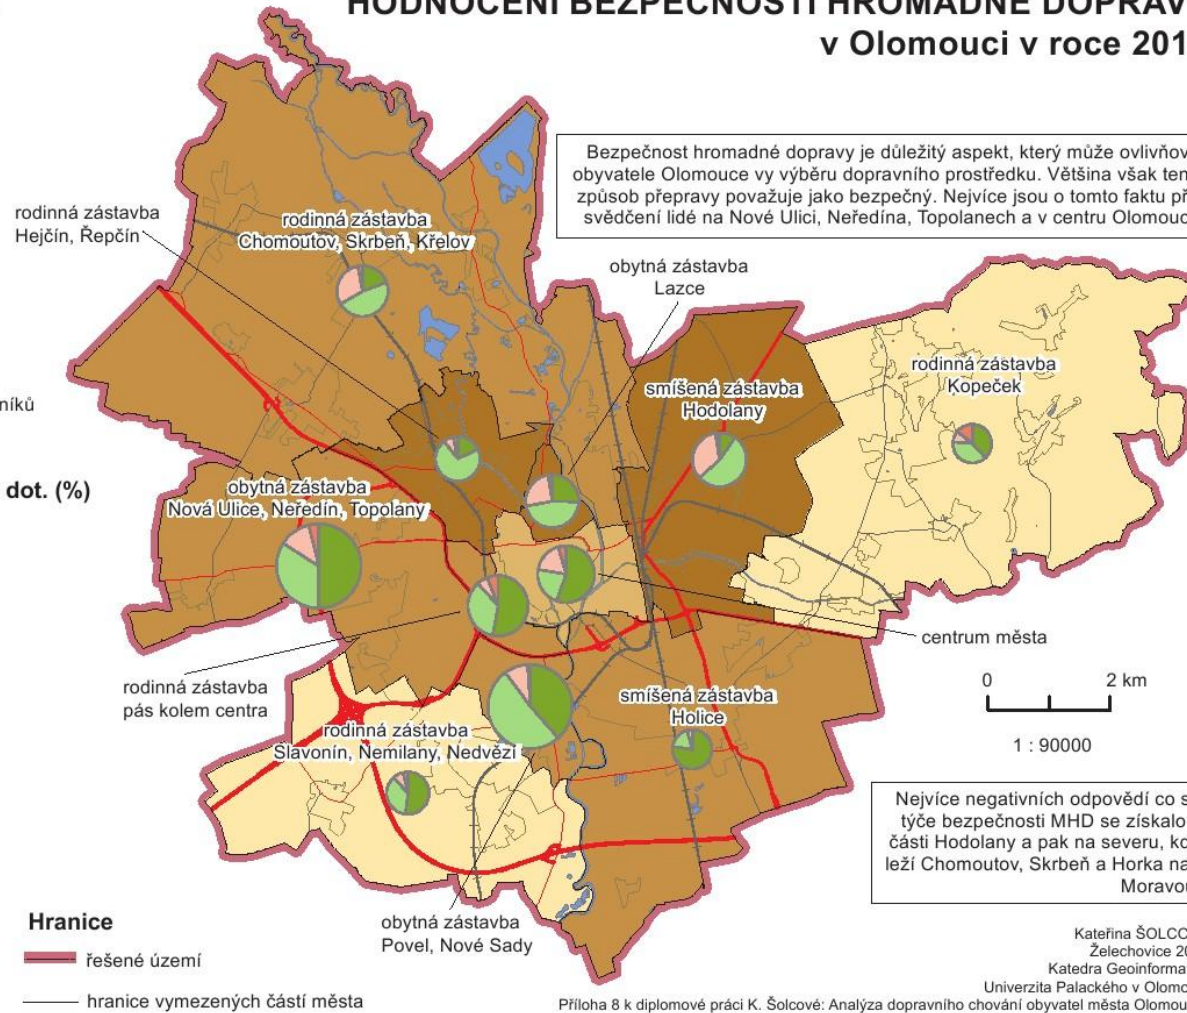 HODNOCENÍ BEZPEČNOSTI HROMADNÉ DOPRAV
v Olomouci v roce 201
Bezpečnost hromadné dopravy je důležitý aspekt, který může ovlivňov
obyvatele Olomouce vy výběru dopravního prostředku. Většina však ten
způsob přepravy považuje jako bezpečný. Nejvíce jsou o tomto faktu př
svědčení lidé na Nové Ulici, Neředína, Topolanech a v centru Olomouc
rodinná zástavba
Hejčín, Řepčín
rodinná zástavba
Chomoutov, Skrbeň, Křelov
obytná zástavba
Lazce
rodinná zástavba
Kopeček
smíšená zástavba
Hodolany
níků
dot. (%)
obytná zástavba
Nová Ulice, Neředín, Topolany
centrum města
rodinná zástavba
pás kolem centra
smíšená zástavba
Holice
0 2 km
1 : 90000
rodinná zástavba
Slavonín, Nemilany, Nedvězí
Nejvíce negativních odpovědí co s
týče bezpečnosti MHD se získalo
části Hodolany a pak na severu, kd
leží Chomoutov, Skrbeň a Horka na
Moravou
obytná zástavba
Povel, Nové Sady
Hranice
řešené území
hranice vymezených částí města
Kateřina ŠOLCO
Želechovice 20
Katedra Geoinforma
Univerzita Palackého v Olomo
Příloha 8 k diplomové práci K. Šolcové: Analýza dopravního chování obyvatel města Olomou